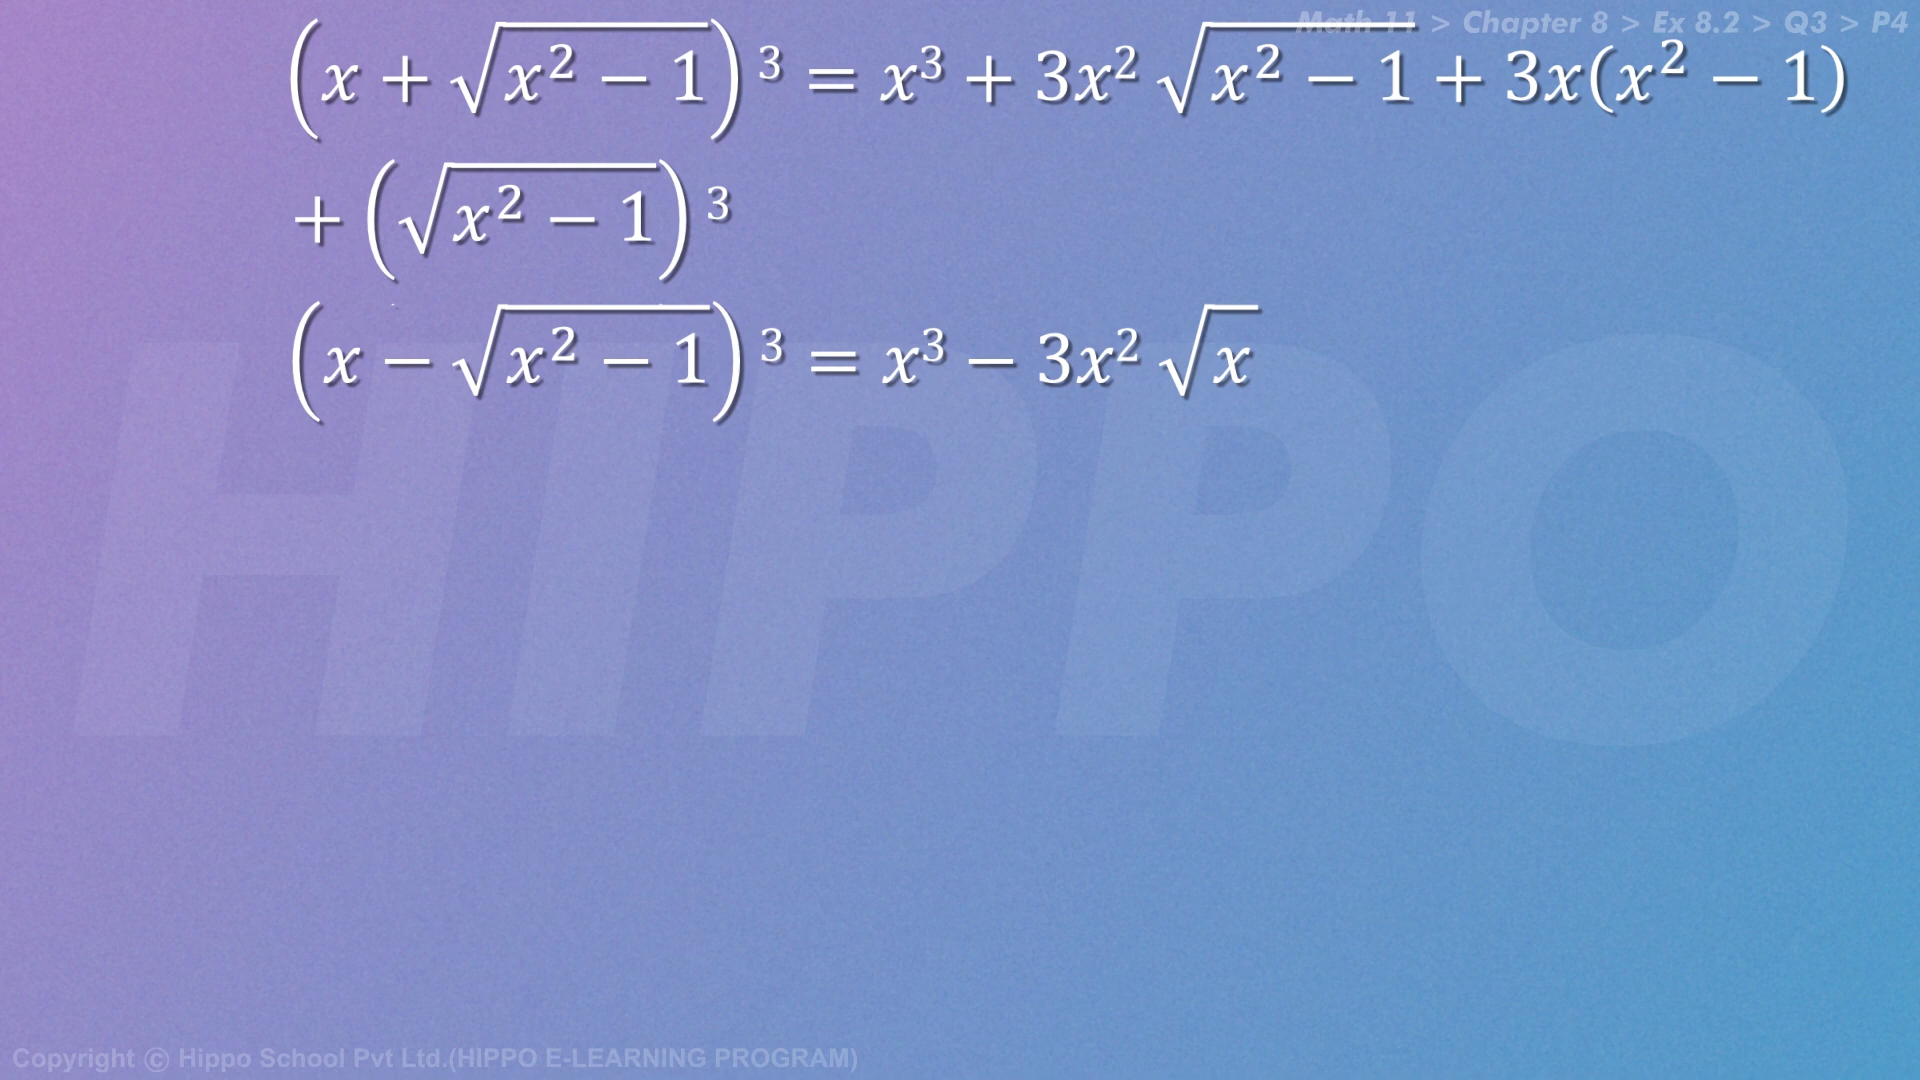 Math 11 > Chapter 8 > Ex 8.2 > Q3 > P4
(x + √(x² − 1))³ = x³ + 3x² √(x² − 1) + 3x(x² − 1)
+ (√(x² − 1))³
(x − √(x² − 1))³ = x³ − 3x² √x
HIPPO
Copyright © Hippo School Pvt Ltd.(HIPPO E-LEARNING PROGRAM)